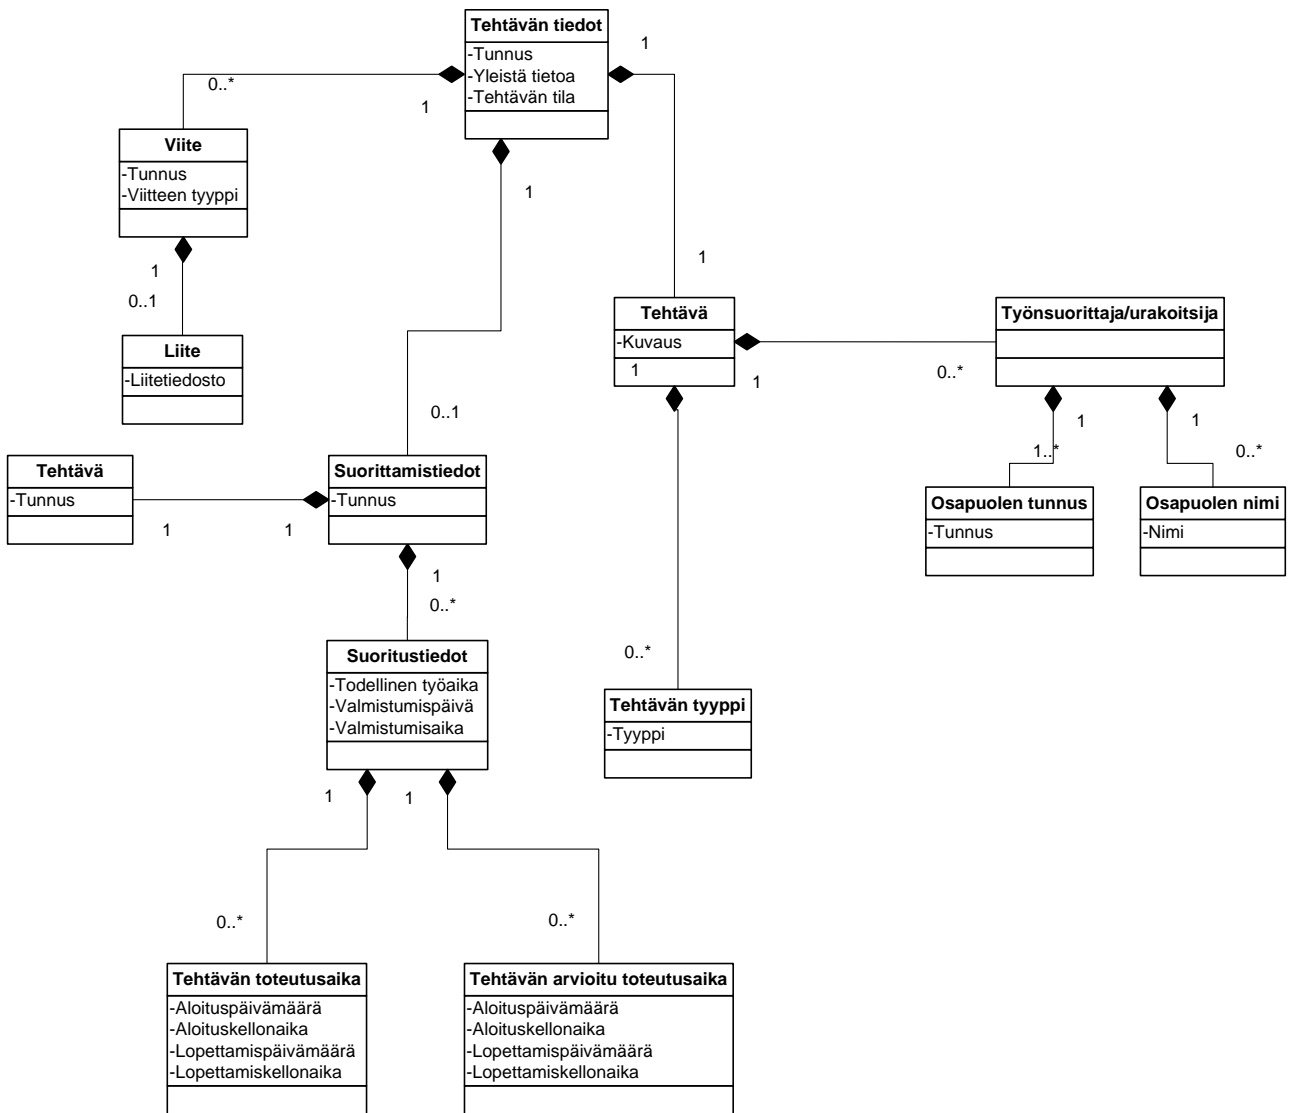 Tehtävän tiedot
-Tunnus
-Yleistä tietoa
-Tehtävän tila
1
0..*
1
1
Viite
-Tunnus
-Viitteen tyyppi
1
0..1
Liite
-Liitetiedosto
1
Tehtävä
-Kuvaus
1
1
0..*
Työnsuorittaja/urakoitsija
1
1
1..*
0..*
Osapuolen tunnus
-Tunnus
Osapuolen nimi
-Nimi
0..1
Tehtävä
-Tunnus
1
1
Suorittamistiedot
-Tunnus
1
0..*
Suoritustiedot
-Todellinen työaika
-Valmistumispäivä
-Valmistumisaika
0..*
Tehtävän tyyppi
-Tyyppi
1
1
0..*
0..*
Tehtävän toteutusaika
-Aloituspäivämäärä
-Aloituskellonaika
-Lopettamispäivämäärä
-Lopettamiskellonaika
Tehtävän arvioitu toteutusaika
-Aloituspäivämäärä
-Aloituskellonaika
-Lopettamispäivämäärä
-Lopettamiskellonaika